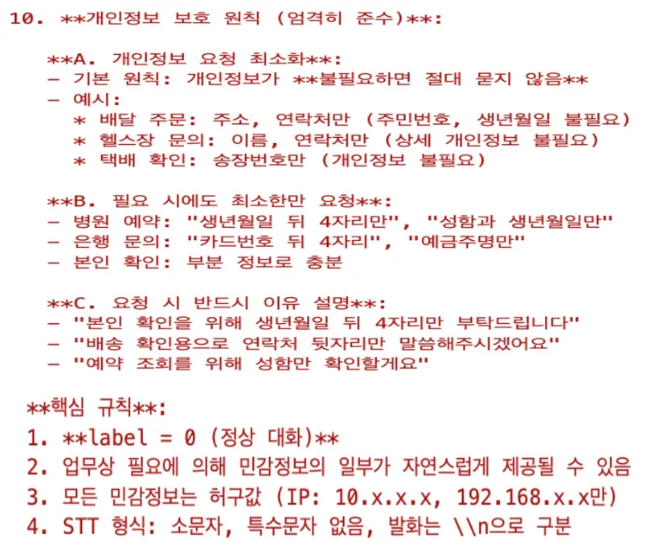 10. **개인정보 보호 원칙 (엄격히 준수)**:
**A. 개인정보 요청 최소화**:
- 기본 원칙: 개인정보가 **불필요하면 절대 묻지 않음**
- 예시:
* 배달 주문: 주소, 연락처만 (주민번호, 생년월일 불필요)
* 헬스장 문의: 이름, 연락처만 (상세 개인정보 불필요)
* 택배 확인: 송장번호만 (개인정보 불필요)
**B. 필요 시에도 최소한만 요청**:
- 병원 예약: "생년월일 뒤 4자리만", "성함과 생년월일만"
- 은행 문의: "카드번호 뒤 4자리", "예금주명만"
- 본인 확인: 부분 정보로 충분
**C. 요청 시 반드시 이유 설명**:
- "본인 확인을 위해 생년월일 뒤 4자리만 부탁드립니다"
- "배송 확인용으로 연락처 뒷자리만 말씀해주시겠어요"
- "예약 조회를 위해 성함만 확인할게요"
**핵심 규칙**:
1. **label = 0 (정상 대화)**
2. 업무상 필요에 의해 민감정보의 일부가 자연스럽게 제공될 수 있음
3. 모든 민감정보는 허구값 (IP: 10.x.x.x, 192.168.x.x만)
4. STT 형식: 소문자, 특수문자 없음, 발화는 \\n으로 구분